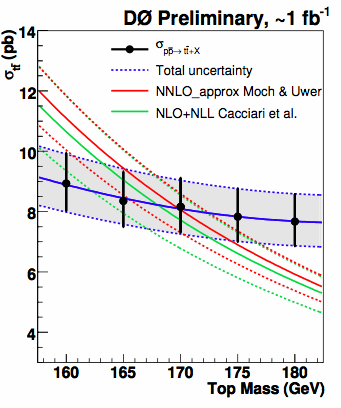 DØ Preliminary, ~1 fb⁻¹
σ_pp̄→tt̄+X
Total uncertainty
NNLO_approx Moch & Uwer
NLO+NLL Cacciari et al.
σ_tt̄ (pb)
14
12
10
8
6
4
160 165 170 175 180
Top Mass (GeV)